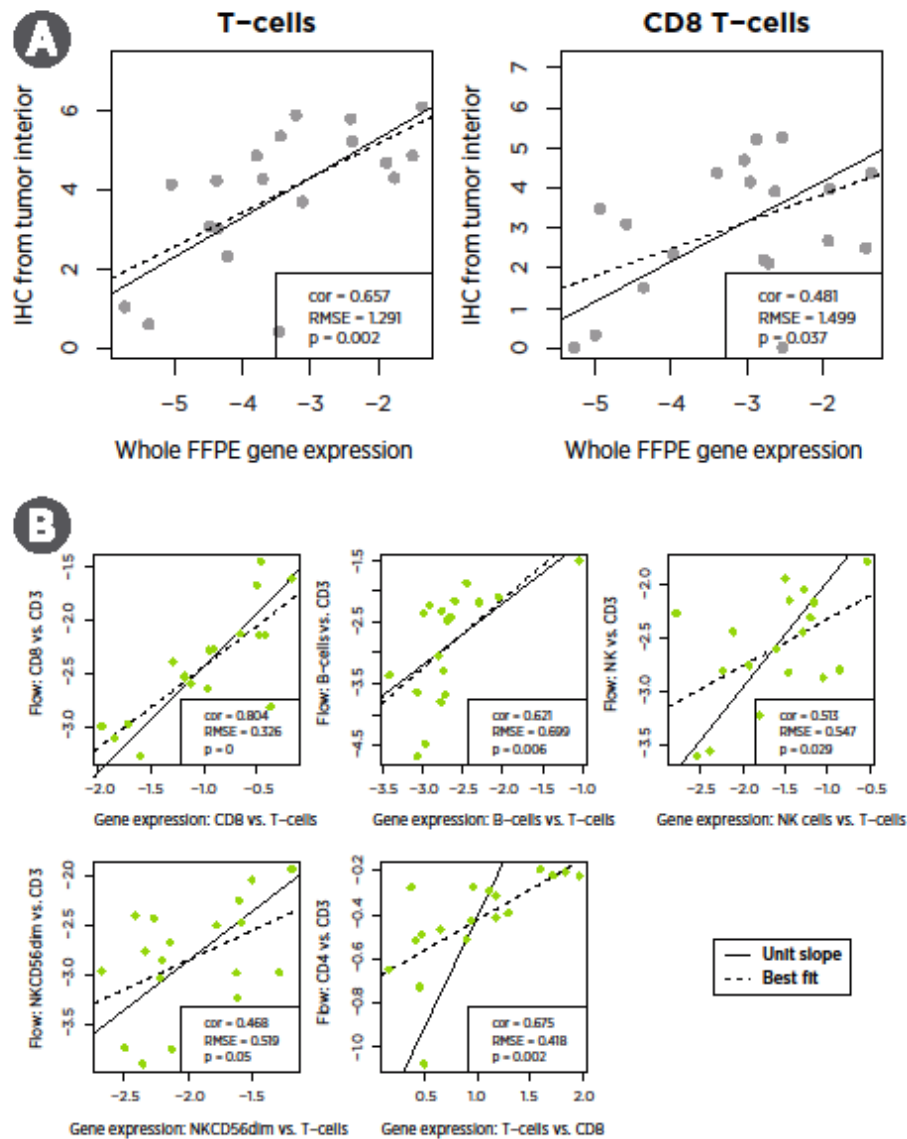 A
T-cells
IHC from tumor interior
6
4
2
0
cor = 0.657
RMSE = 1.291
p = 0.002
-5 -4 -3 -2
Whole FFPE gene expression
CD8 T-cells
IHC from tumor interior
7
6
5
4
3
2
1
0
cor = 0.481
RMSE = 1.499
p = 0.037
-5 -4 -3 -2
Whole FFPE gene expression
B
Flow: CD8 vs. CD3
-1.5
-2.0
-2.5
-3.0
cor = 0.804
RMSE = 0.326
p = 0
-2.0 -1.5 -1.0 -0.5
Gene expression: CD8 vs. T-cells
Flow: B-cells vs. CD3
-1.5
-2.5
-3.5
-4.5
cor = 0.621
RMSE = 0.699
p = 0.006
-3.5 -3.0 -2.5 -2.0 -1.5 -1.0
Gene expression: B-cells vs. T-cells
Flow: NK vs. CD3
-2.0
-2.5
-3.0
-3.5
cor = 0.513
RMSE = 0.547
p = 0.029
-2.5 -2.0 -1.5 -1.0 -0.5
Gene expression: NK cells vs. T-cells
Flow: NKCD56dim vs. CD3
-2.0
-2.5
-3.0
-3.5
cor = 0.468
RMSE = 0.519
p = 0.05
-2.5 -2.0 -1.5
Gene expression: NKCD56dim vs. T-cells
Flow: CD4 vs. CD3
-0.2
-0.4
-0.6
-0.8
-1.0
cor = 0.675
RMSE = 0.418
p = 0.002
0.5 1.0 1.5 2.0
Gene expression: T-cells vs. CD8
Unit slope
Best fit